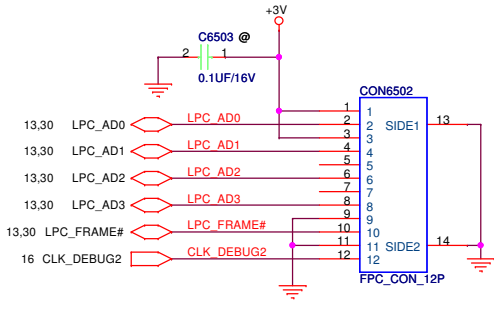 +3V
C6503 @
2 1
0.1UF/16V
CON6502
1 1
13,30 LPC_AD0 LPC_AD0 2 2 SIDE1 13
3 3
13,30 LPC_AD1 LPC_AD1 4 4
5 5
13,30 LPC_AD2 LPC_AD2 6 6
7 7
13,30 LPC_AD3 LPC_AD3 8 8
9 9
13,30 LPC_FRAME# LPC_FRAME# 10 10
11 11 SIDE2 14
16 CLK_DEBUG2 CLK_DEBUG2 12 12
FPC_CON_12P